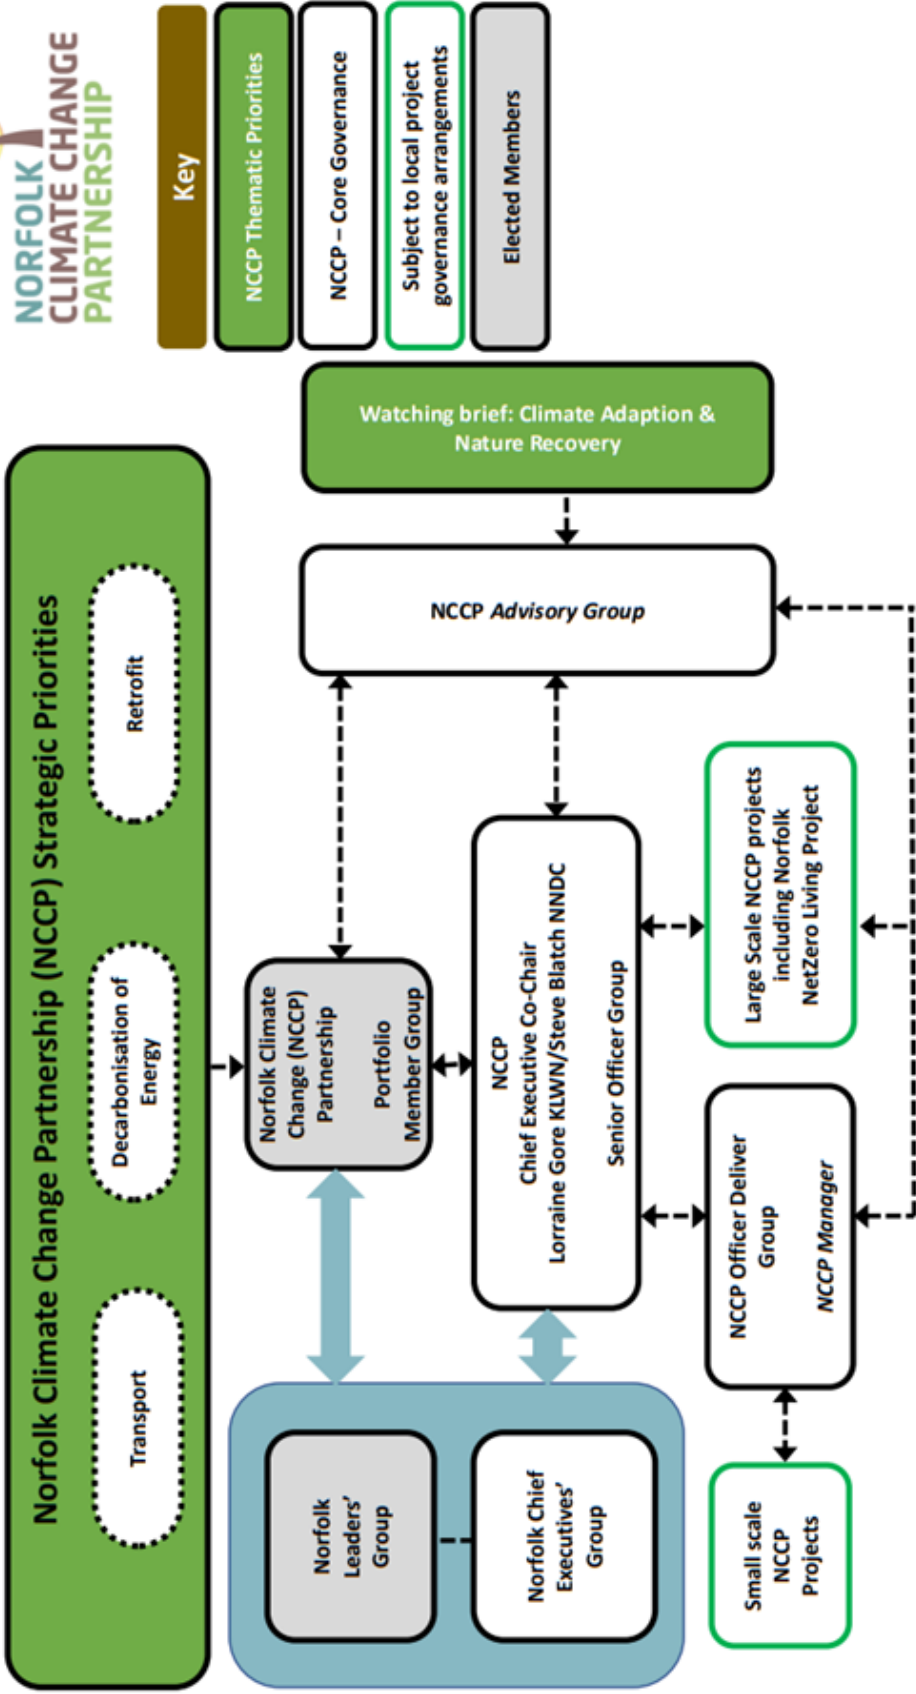 NORFOLK
CLIMATE CHANGE
PARTNERSHIP
Norfolk Climate Change Partnership (NCCP) Strategic Priorities
Transport
Decarbonisation of
Energy
Retrofit
Key
NCCP Thematic Priorities
NCCP – Core Governance
Subject to local project
governance arrangements
Elected Members
Norfolk
Leaders’
Group
Norfolk Chief
Executives’
Group
Norfolk Climate
Change (NCCP)
Partnership
Portfolio
Member Group
NCCP
Chief Executive Co-Chair
Lorraine Gore KLWN/Steve Blatch NNDC
Senior Officer Group
NCCP Advisory Group
Watching brief: Climate Adaption &
Nature Recovery
Small scale
NCCP
Projects
NCCP Officer Deliver
Group
NCCP Manager
Large Scale NCCP projects
including Norfolk
NetZero Living Project